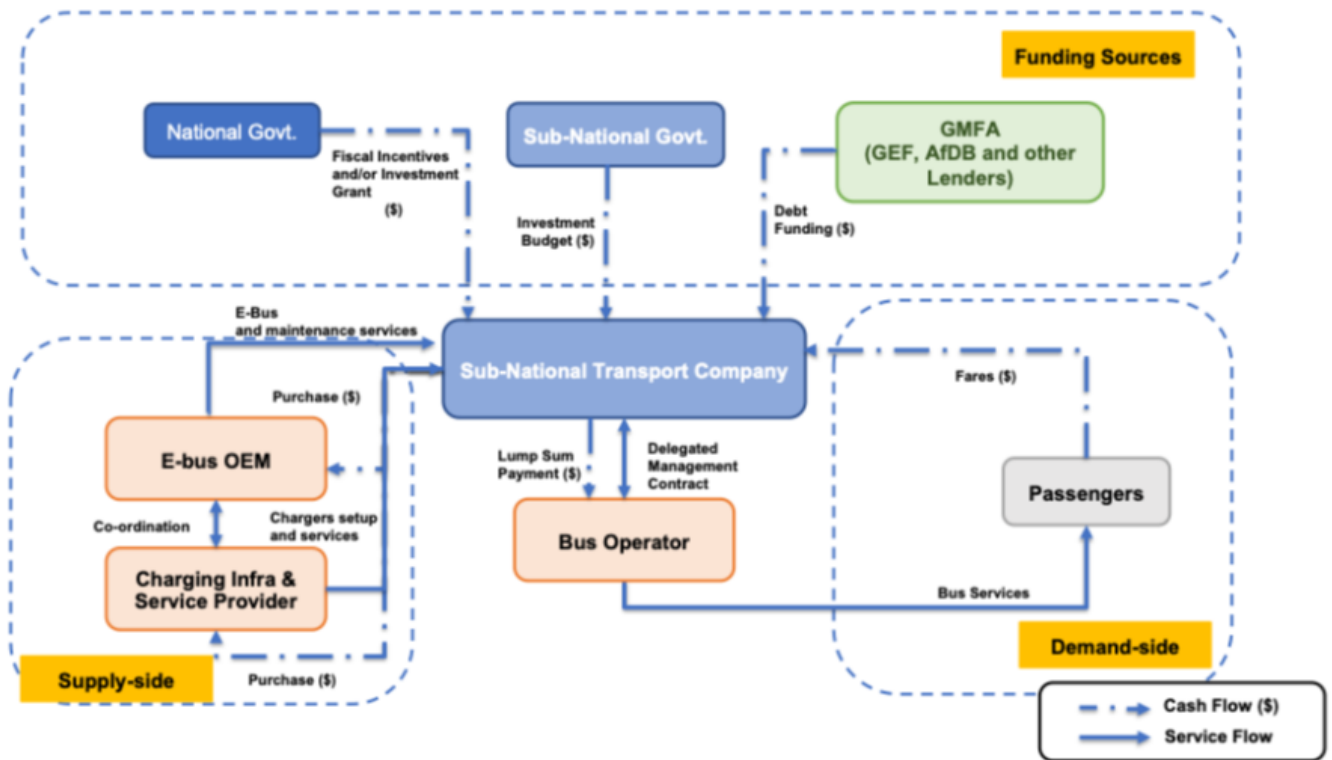 Funding Sources
National Govt.
Fiscal Incentives
and/or Investment
Grant
($)
Sub-National Govt.
Investment
Budget ($)
GMFA
(GEF, AfDB and other
Lenders)
Debt
Funding ($)
E-Bus
and maintenance services
Sub-National Transport Company
Fares ($)
Purchase ($)
E-bus OEM
Lump Sum
Payment ($)
Delegated
Management
Contract
Passengers
Co-ordination
Chargers setup
and services
Bus Operator
Charging Infra &
Service Provider
Bus Services
Supply-side
Purchase ($)
Demand-side
Cash Flow ($)
Service Flow